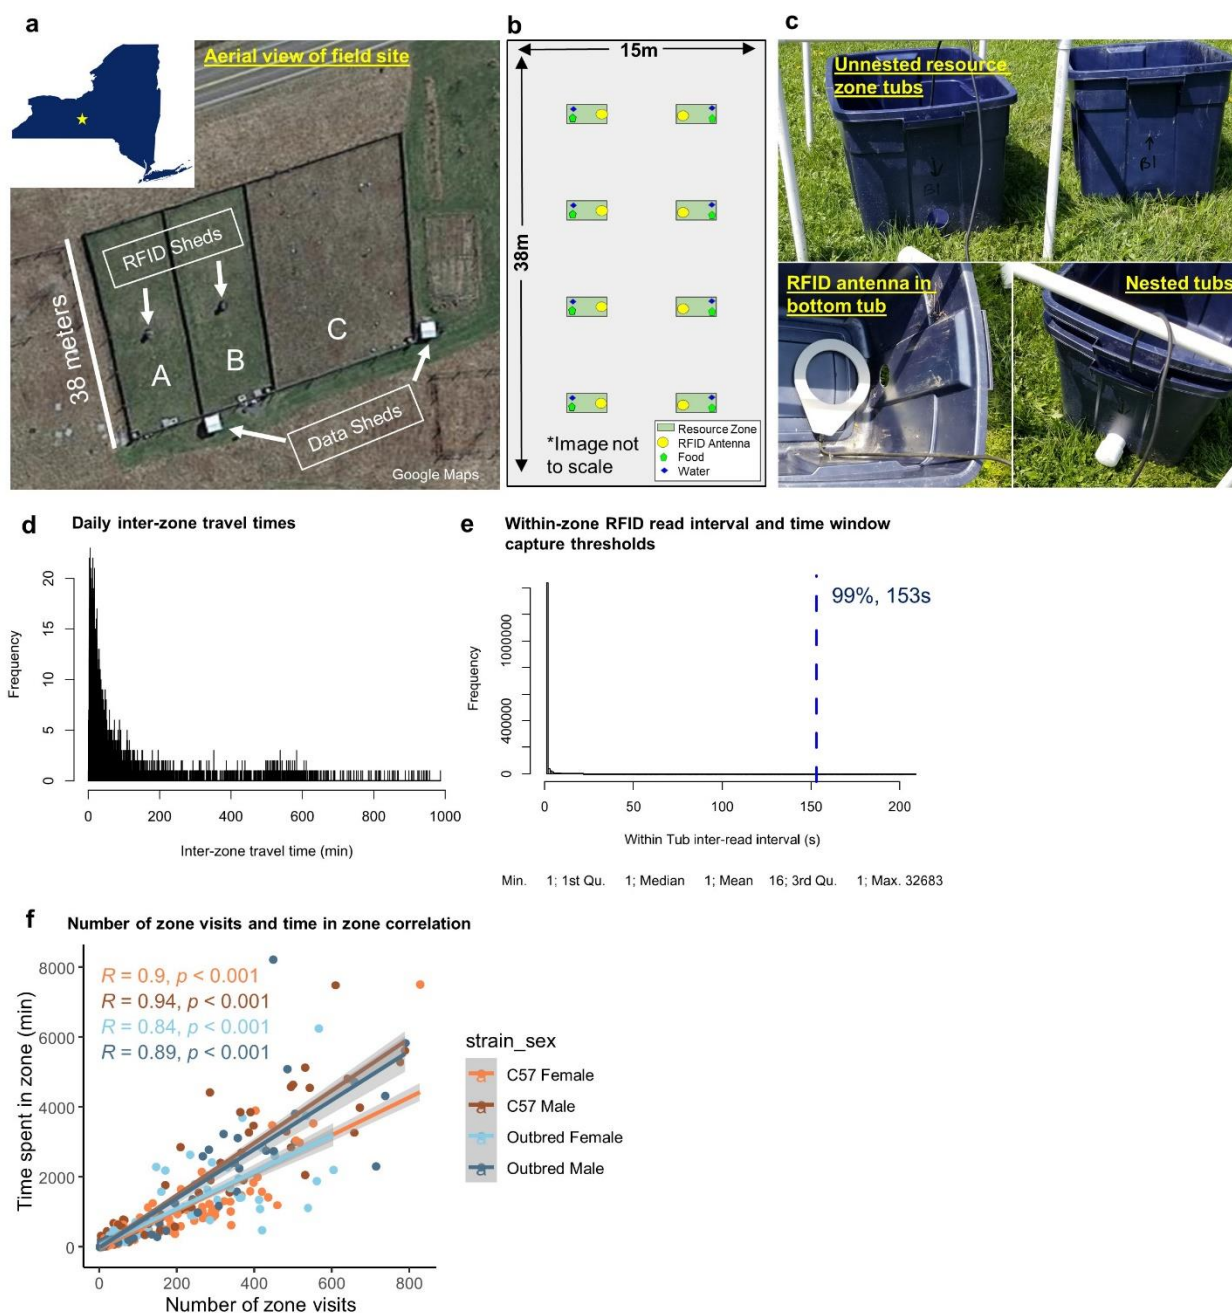 a
Aerial view of field site
RFID Sheds
38 meters
A
B
C
Data Sheds
Google Maps
b
15m
38m
*Image not
to scale
Resource Zone
RFID Antenna
Food
Water
c
Unnested resource
zone tubs
B1
B1
RFID antenna in
bottom tub
Nested tubs
d
Daily inter-zone travel times
Frequency
20
15
10
5
0
0 200 400 600 800 1000
Inter-zone travel time (min)
e
Within-zone RFID read interval and time window
capture thresholds
99%, 153s
Frequency
1000000
400000
0
0 50 100 150 200
Within Tub inter-read interval (s)
Min. 1; 1st Qu. 1; Median 1; Mean 16; 3rd Qu. 1; Max. 32683
f
Number of zone visits and time in zone correlation
R = 0.9, p < 0.001
R = 0.94, p < 0.001
R = 0.84, p < 0.001
R = 0.89, p < 0.001
Time spent in zone (min)
8000
6000
4000
2000
0
0 200 400 600 800
Number of zone visits
strain_sex
C57 Female
C57 Male
Outbred Female
Outbred Male